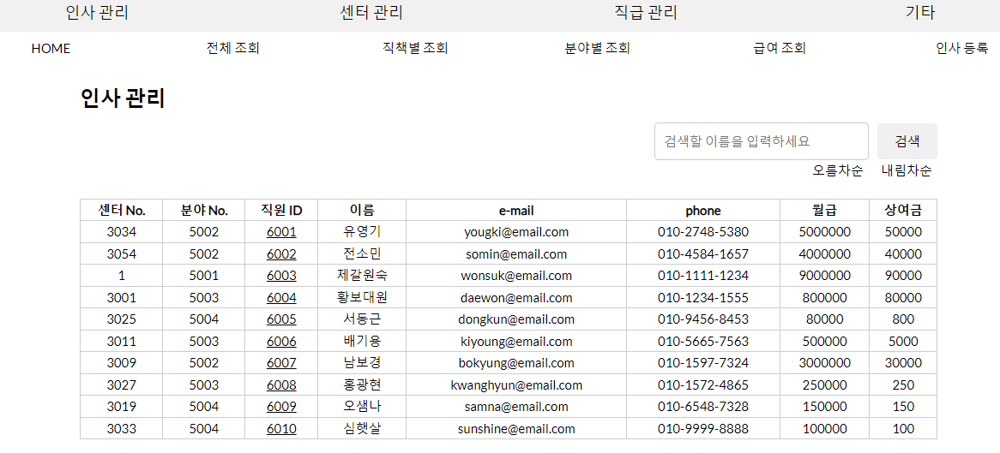 인사 관리 센터 관리 직급 관리 기타
HOME 전체 조회 직책별 조회 분야별 조회 급여 조회 인사 등록
인사 관리
검색할 이름을 입력하세요 검색
오름차순 내림차순
센터 No. 분야 No. 직원 ID 이름 e-mail phone 월급 상여금
3034 5002 6001 유영기 yougki@email.com 010-2748-5380 5000000 50000
3054 5002 6002 전소민 somin@email.com 010-4584-1657 4000000 40000
1 5001 6003 제갈원숙 wonsuk@email.com 010-1111-1234 9000000 90000
3001 5003 6004 황보대원 daewon@email.com 010-1234-1555 800000 80000
3025 5004 6005 서동근 dongkun@email.com 010-9456-8453 80000 800
3011 5003 6006 배기용 kiyoung@email.com 010-5665-7563 500000 5000
3009 5002 6007 남보경 bokyung@email.com 010-1597-7324 3000000 30000
3027 5003 6008 홍광현 kwanghyun@email.com 010-1572-4865 250000 250
3019 5004 6009 오샘나 samna@email.com 010-6548-7328 150000 150
3033 5004 6010 심햇살 sunshine@email.com 010-9999-8888 100000 100